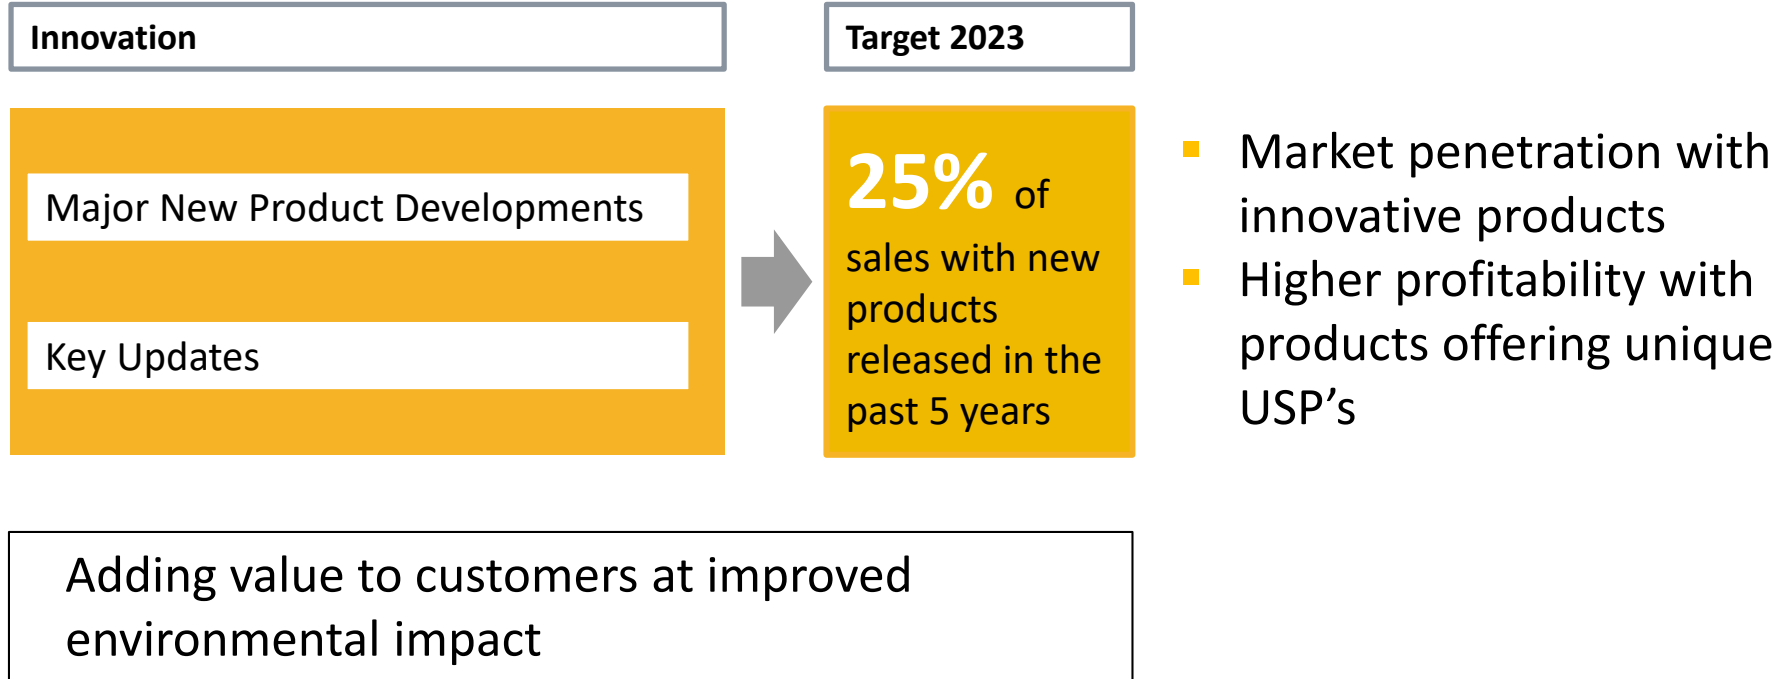 Innovation
Target 2023
Major New Product Developments
Key Updates
25% of
sales with new
products
released in the
past 5 years
Market penetration with
innovative products
Higher profitability with
products offering unique
USP’s
Adding value to customers at improved
environmental impact